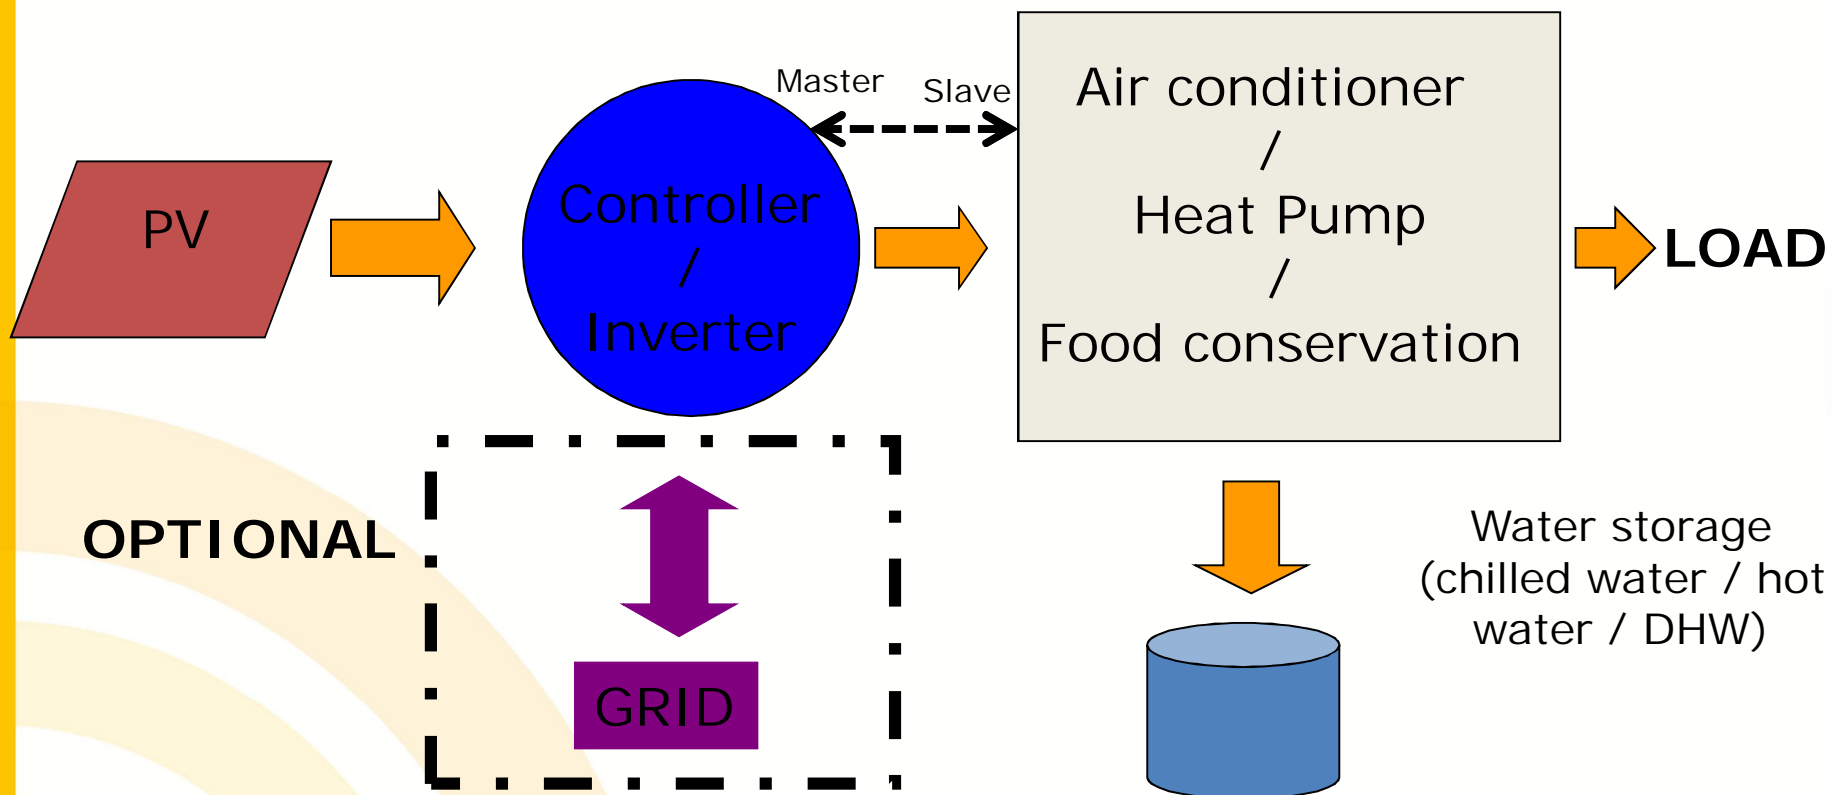 Master
Slave
Air conditioner
/
Heat Pump
/
Food conservation
PV
Controller
/
Inverter
LOAD
OPTIONAL
GRID
Water storage
(chilled water / hot
water / DHW)